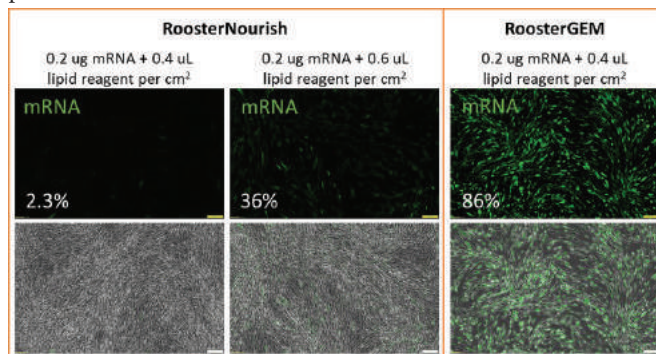 RoosterNourish
RoosterGEM
0.2 ug mRNA + 0.4 uL
lipid reagent per cm²
0.2 ug mRNA + 0.6 uL
lipid reagent per cm²
0.2 ug mRNA + 0.4 uL
lipid reagent per cm²
mRNA
mRNA
mRNA
2.3%
36%
86%